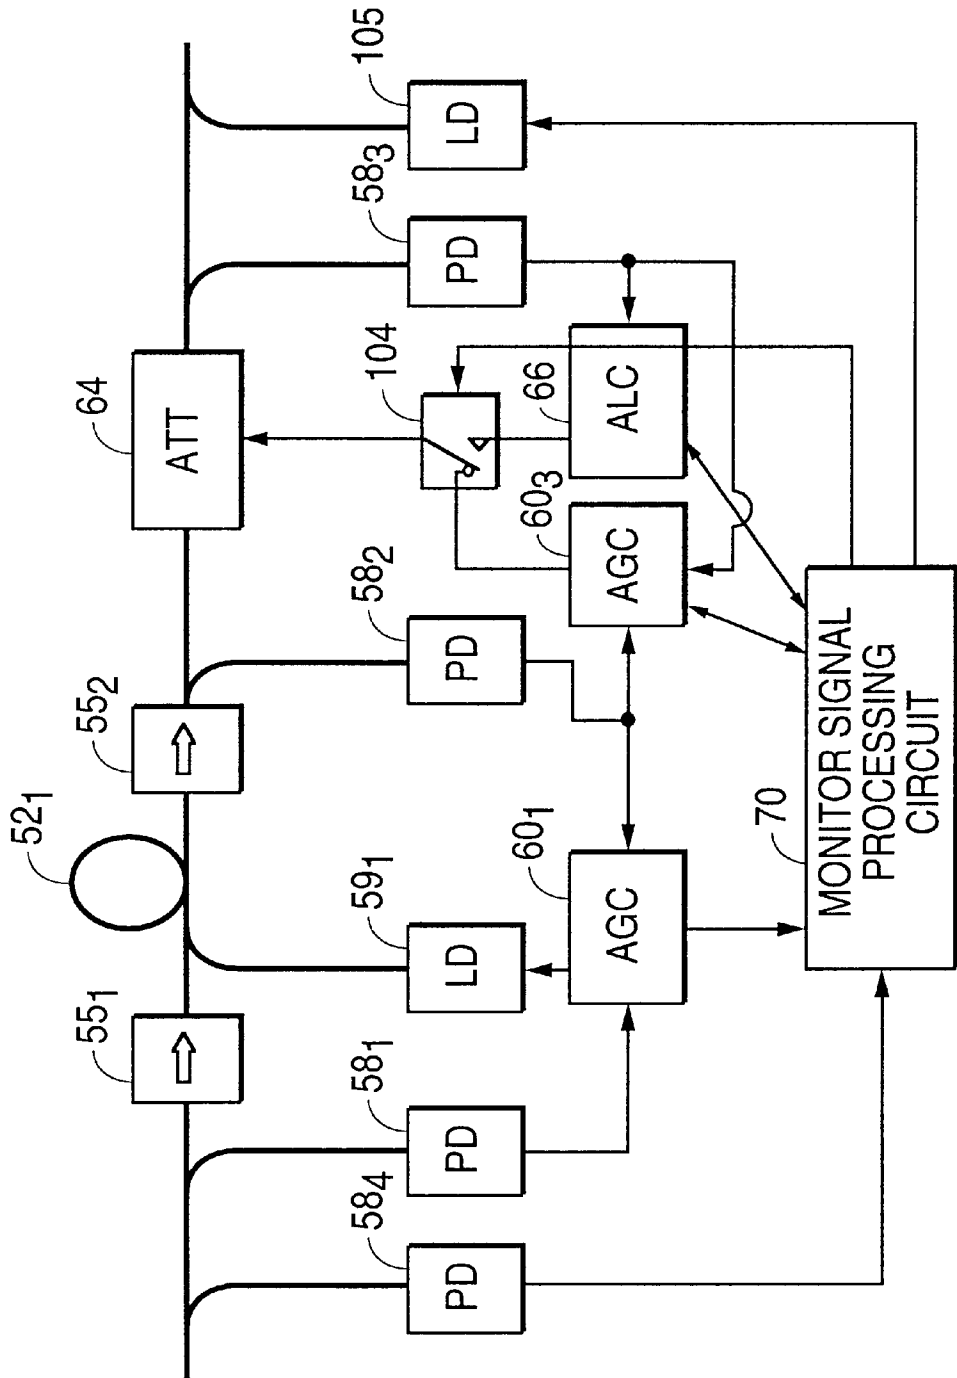 52₁
64
105
55₁
55₂
ATT
58₄
58₁
59₁
58₂
104
58₃
PD
PD
LD
PD
PD
LD
60₁
60₃
66
AGC
AGC
ALC
70
MONITOR SIGNAL
PROCESSING
CIRCUIT